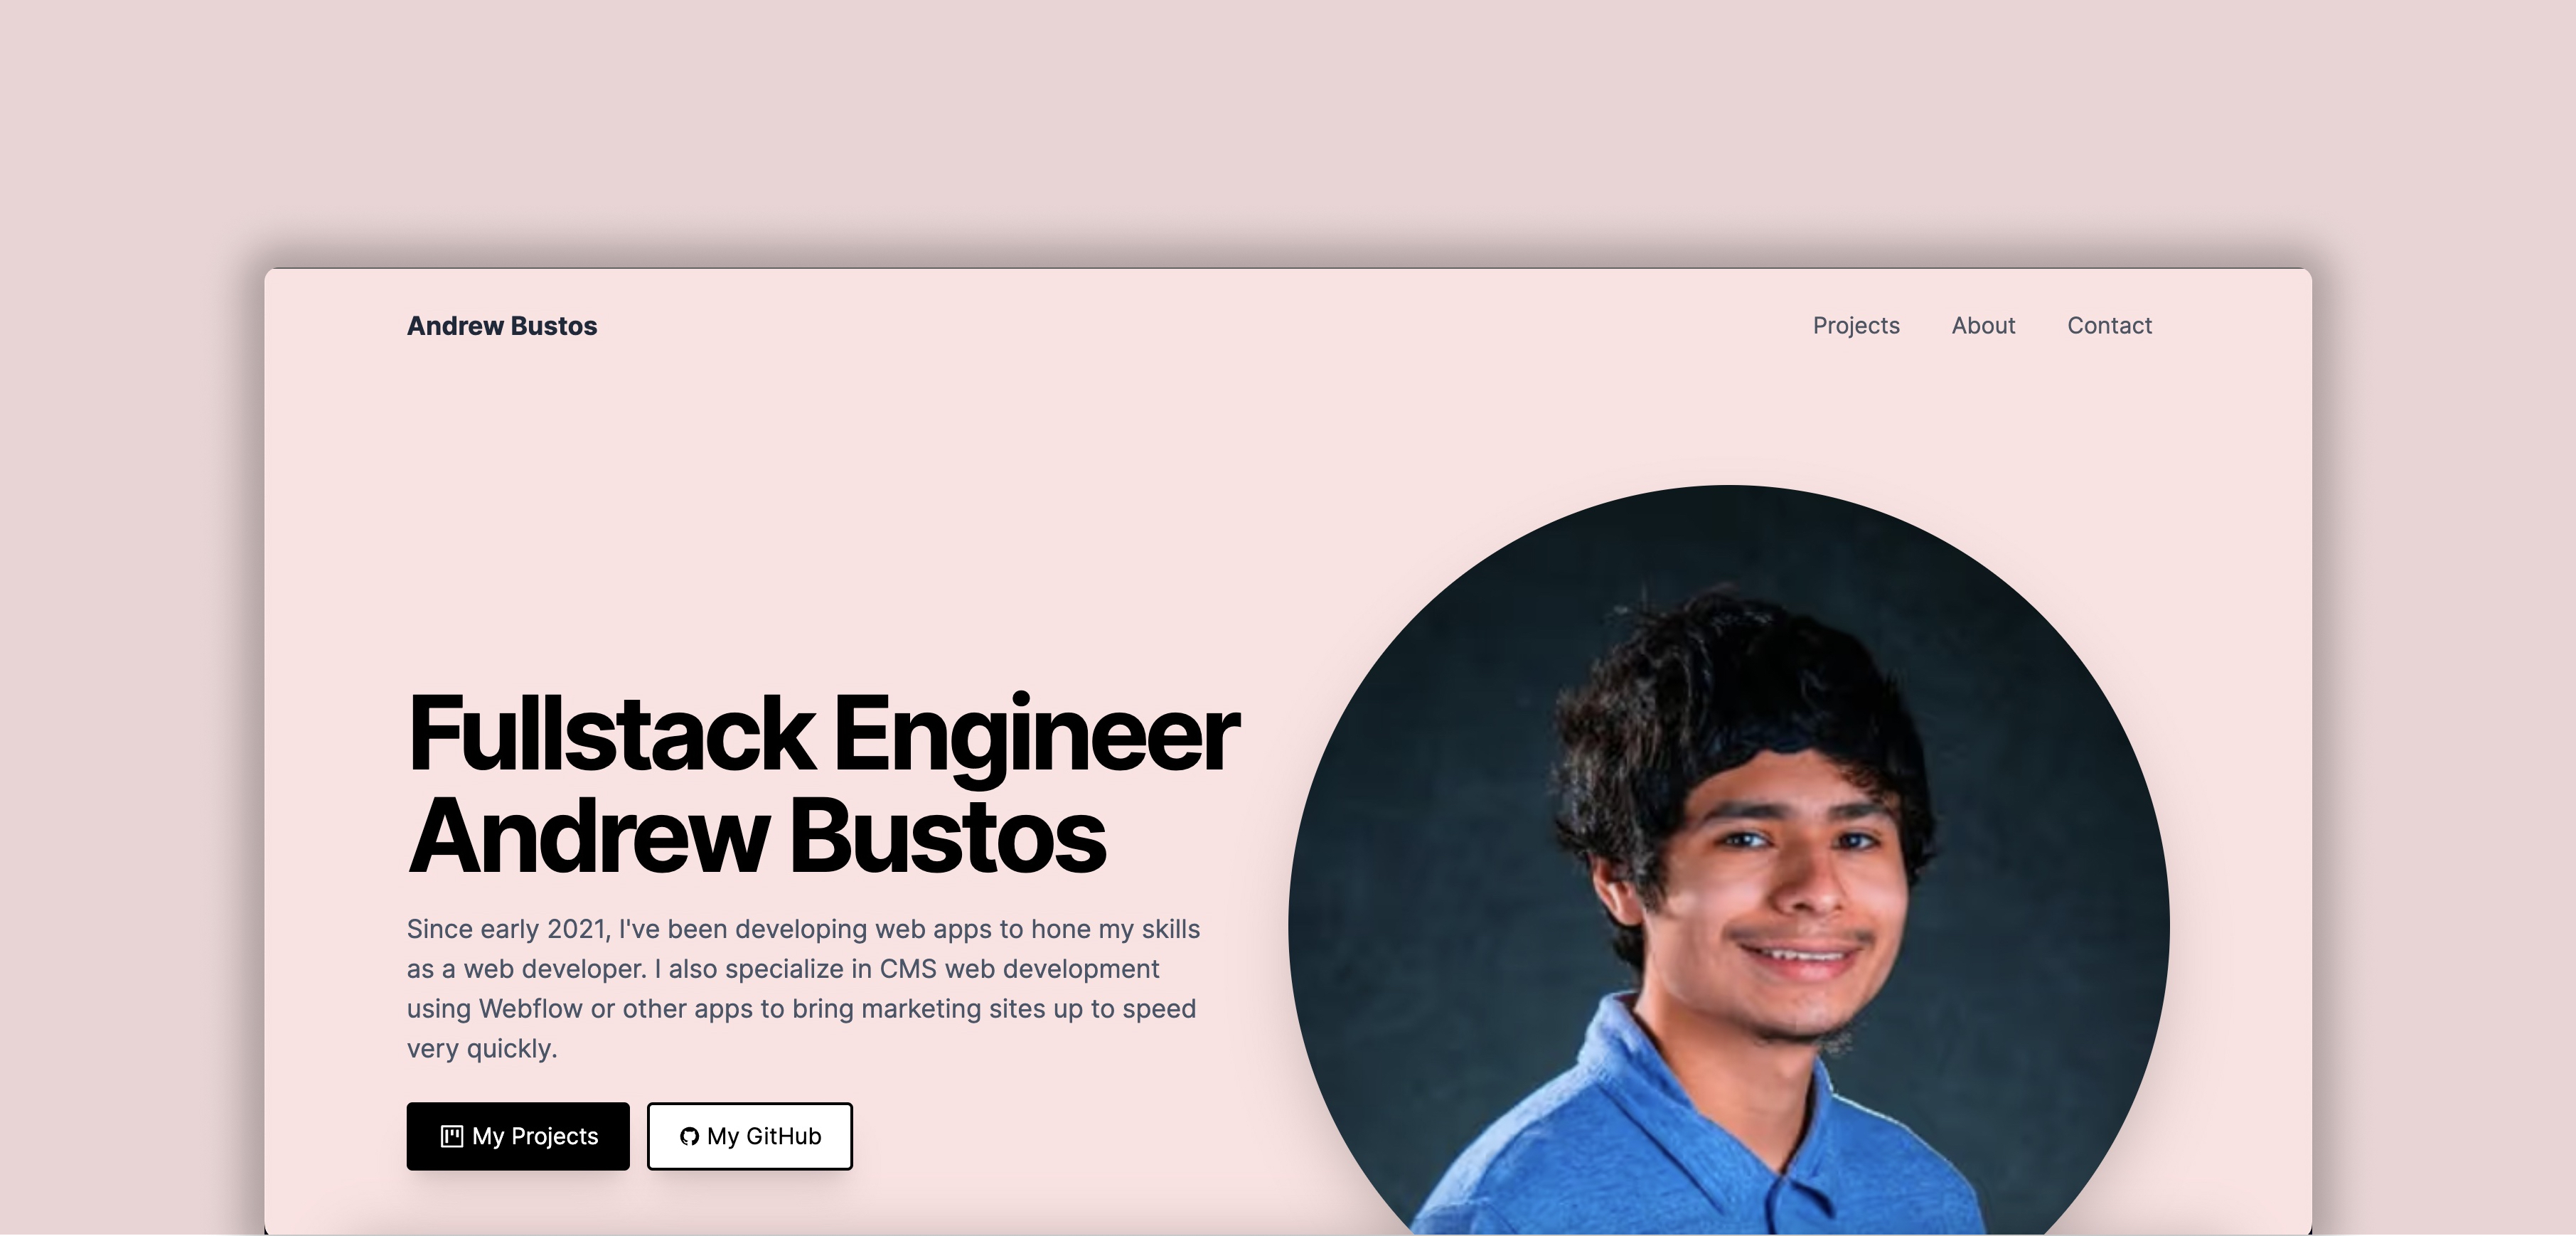 Andrew Bustos
Projects About Contact
Fullstack Engineer
Andrew Bustos
Since early 2021, I've been developing web apps to hone my skills
as a web developer. I also specialize in CMS web development
using Webflow or other apps to bring marketing sites up to speed
very quickly.
My Projects
My GitHub